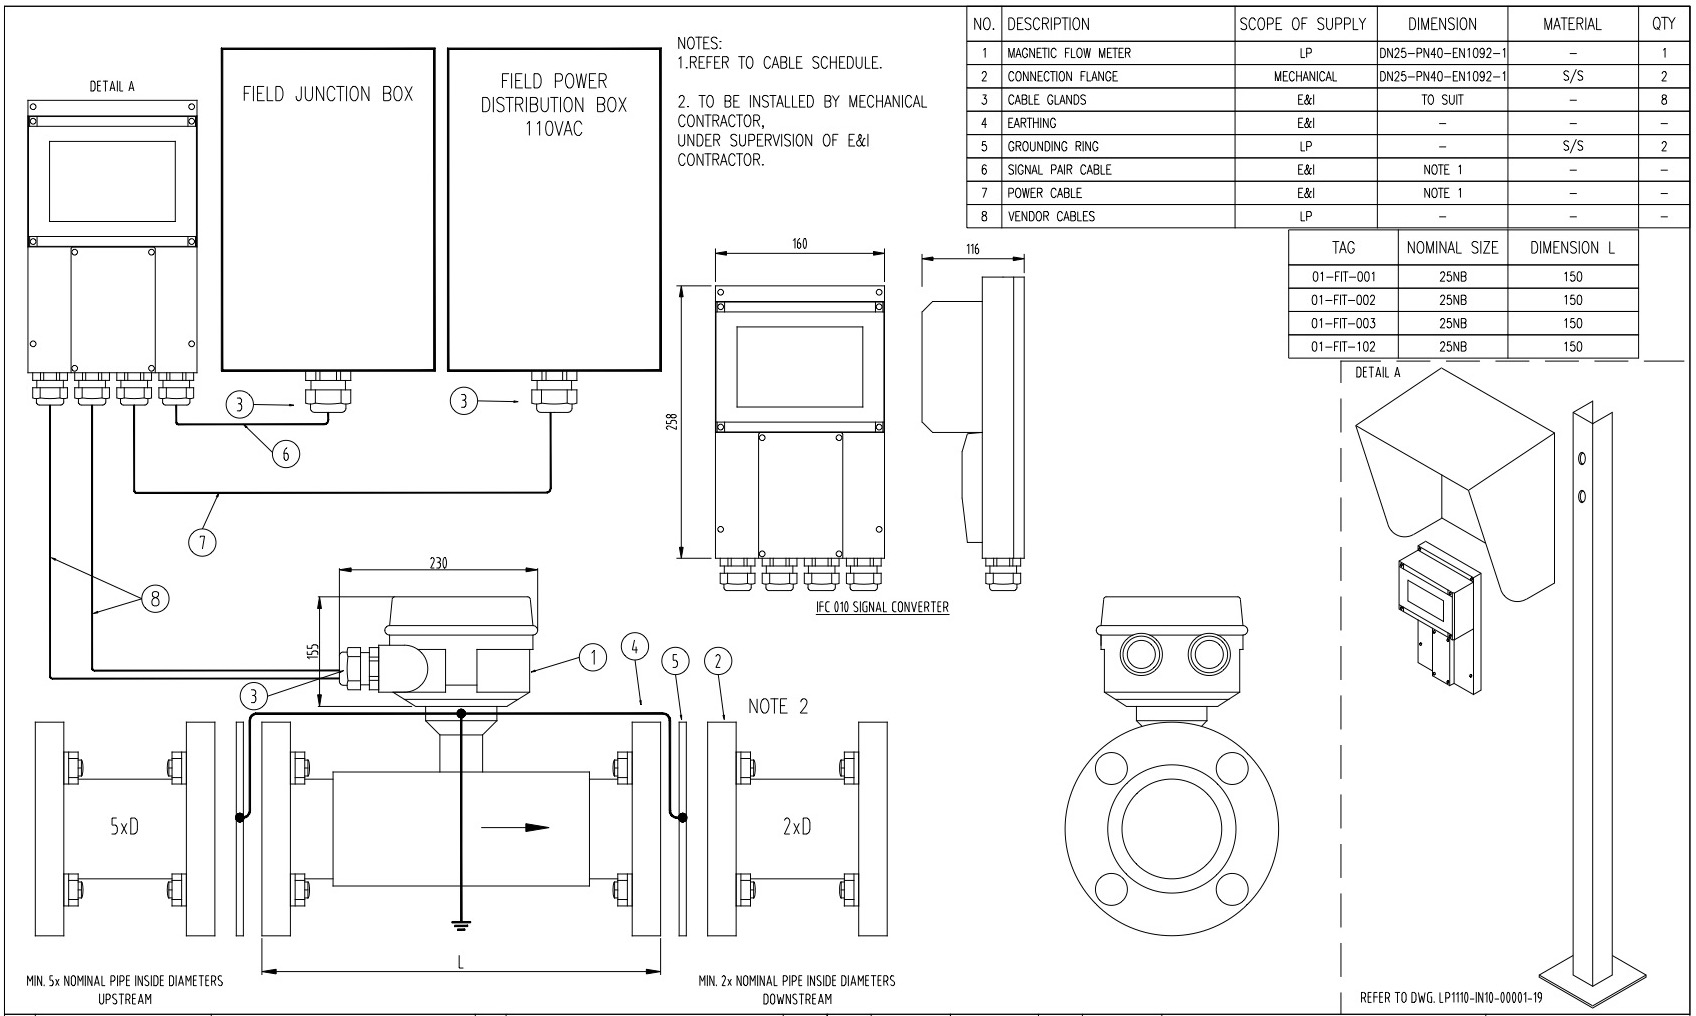 DETAIL A
FIELD JUNCTION BOX
FIELD POWER
DISTRIBUTION BOX
110VAC
NOTES:
1.REFER TO CABLE SCHEDULE.
2. TO BE INSTALLED BY MECHANICAL
CONTRACTOR,
UNDER SUPERVISION OF E&I
CONTRACTOR.
NO. DESCRIPTION SCOPE OF SUPPLY DIMENSION MATERIAL QTY
1 MAGNETIC FLOW METER LP DN25-PN40-EN1092-1 - 1
2 CONNECTION FLANGE MECHANICAL DN25-PN40-EN1092-1 S/S 2
3 CABLE GLANDS E&I TO SUIT - 8
4 EARTHING E&I - - -
5 GROUNDING RING LP - S/S 2
6 SIGNAL PAIR CABLE E&I NOTE 1 - -
7 POWER CABLE E&I NOTE 1 - -
8 VENDOR CABLES LP - - -
TAG NOMINAL SIZE DIMENSION L
01-FIT-001 25NB 150
01-FIT-002 25NB 150
01-FIT-003 25NB 150
01-FIT-102 25NB 150
160
116
258
IFC 010 SIGNAL CONVERTER
3
3
6
7
8
230
155
3
1
4
5
2
NOTE 2
5xD
2xD
L
MIN. 5x NOMINAL PIPE INSIDE DIAMETERS
UPSTREAM
MIN. 2x NOMINAL PIPE INSIDE DIAMETERS
DOWNSTREAM
DETAIL A
REFER TO DWG. LP1110-IN10-00001-19